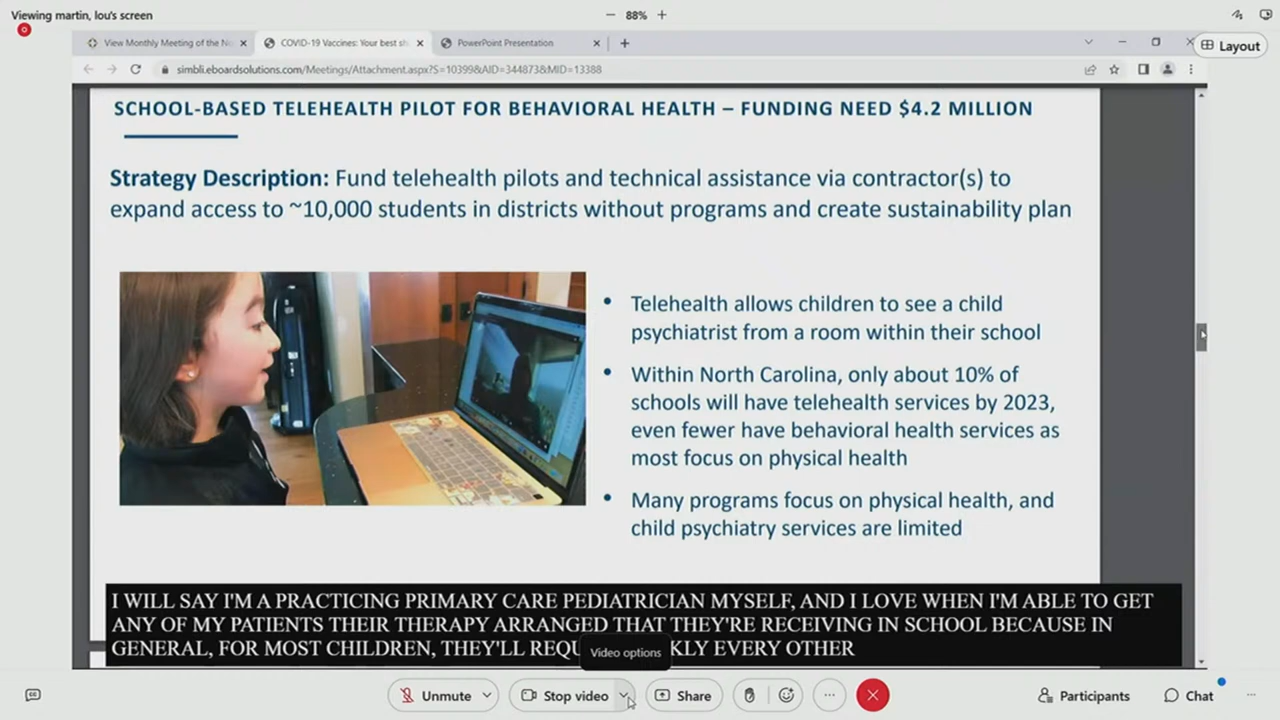 Viewing martin, lou's screen
88%
Layout
View Monthly Meeting of the No
COVID-19 Vaccines: Your best sh
PowerPoint Presentation
simbli.eboardsolutions.com/Meetings/Attachment.aspx?S=10399&AID=344873&MID=13388
SCHOOL-BASED TELEHEALTH PILOT FOR BEHAVIORAL HEALTH – FUNDING NEED $4.2 MILLION
Strategy Description: Fund telehealth pilots and technical assistance via contractor(s) to
expand access to ~10,000 students in districts without programs and create sustainability plan
• Telehealth allows children to see a child
psychiatrist from a room within their school
• Within North Carolina, only about 10% of
schools will have telehealth services by 2023,
even fewer have behavioral health services as
most focus on physical health
• Many programs focus on physical health, and
child psychiatry services are limited
I WILL SAY I'M A PRACTICING PRIMARY CARE PEDIATRICIAN MYSELF, AND I LOVE WHEN I'M ABLE TO GET
ANY OF MY PATIENTS THEIR THERAPY ARRANGED THAT THEY'RE RECEIVING IN SCHOOL BECAUSE IN
GENERAL, FOR MOST CHILDREN, THEY'LL REQU KLY EVERY OTHER
Video options
Unmute
Stop video
Share
Participants
Chat